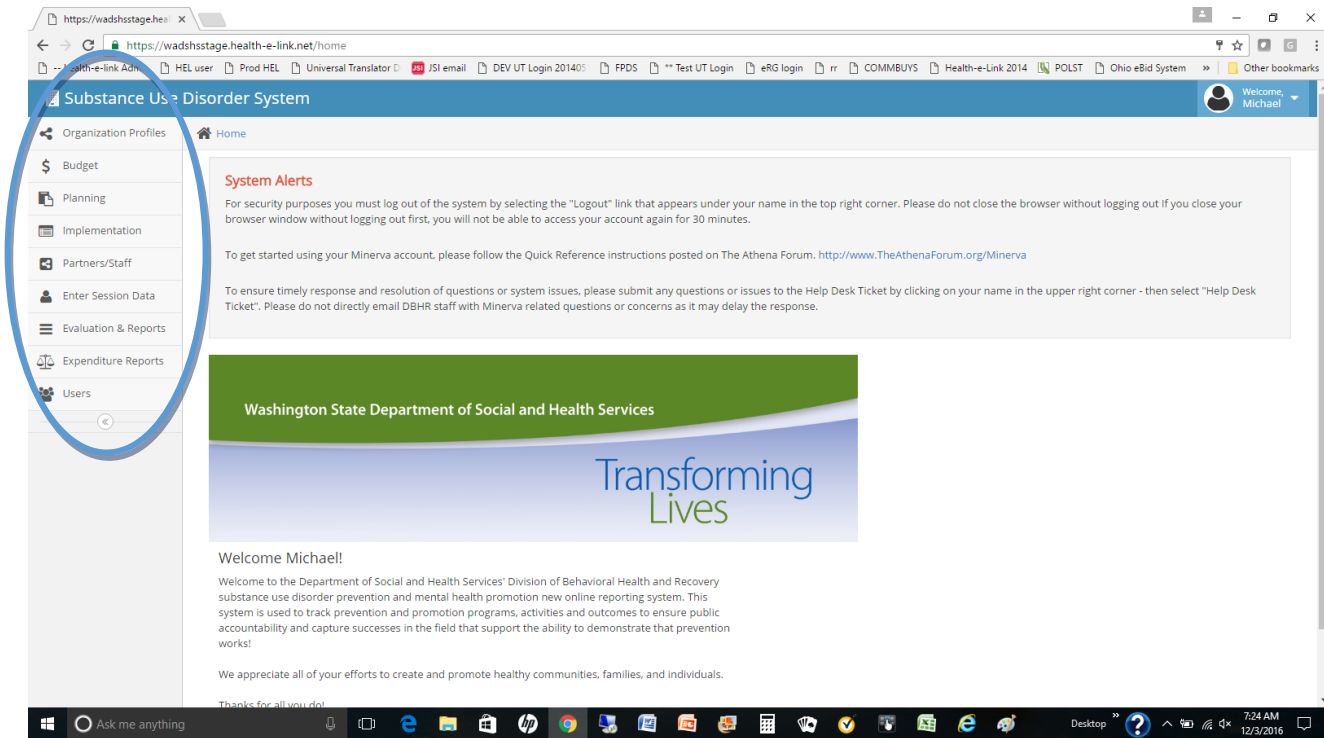 https://wadshsstage.heal
https://wadshsstage.health-e-link.net/home
HEL user Prod HEL Universal Translator D JSI JSI email DEV UT Login 201405 FPDS ** Test UT Login eRG login rr COMMBUYS Health-e-Link 2014 POLST Ohio eBid System » Other bookmarks
Substance Use Disorder System
Welcome,
Michael
Organization Profiles
Home
Budget
Planning
Implementation
Partners/Staff
Enter Session Data
Evaluation & Reports
Expenditure Reports
Users
System Alerts
For security purposes you must log out of the system by selecting the "Logout" link that appears under your name in the top right corner. Please do not close the browser without logging out If you close your
browser window without logging out first, you will not be able to access your account again for 30 minutes.
To get started using your Minerva account, please follow the Quick Reference instructions posted on The Athena Forum. http://www.TheAthenaForum.org/Minerva
To ensure timely response and resolution of questions or system issues, please submit any questions or issues to the Help Desk Ticket by clicking on your name in the upper right corner - then select "Help Desk
Ticket". Please do not directly email DBHR staff with Minerva related questions or concerns as it may delay the response.
Washington State Department of Social and Health Services
Transforming
Lives
Welcome Michael!
Welcome to the Department of Social and Health Services' Division of Behavioral Health and Recovery
substance use disorder prevention and mental health promotion new online reporting system. This
system is used to track prevention and promotion programs, activities and outcomes to ensure public
accountability and capture successes in the field that support the ability to demonstrate that prevention
works!
We appreciate all of your efforts to create and promote healthy communities, families, and individuals.
Thanks for all you do!
Ask me anything
Desktop »
7:24 AM
12/3/2016